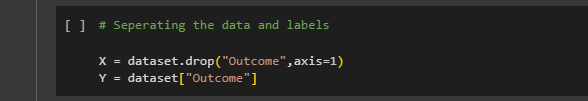 [ ] # Seperating the data and labels
X = dataset.drop("Outcome",axis=1)
Y = dataset["Outcome"]